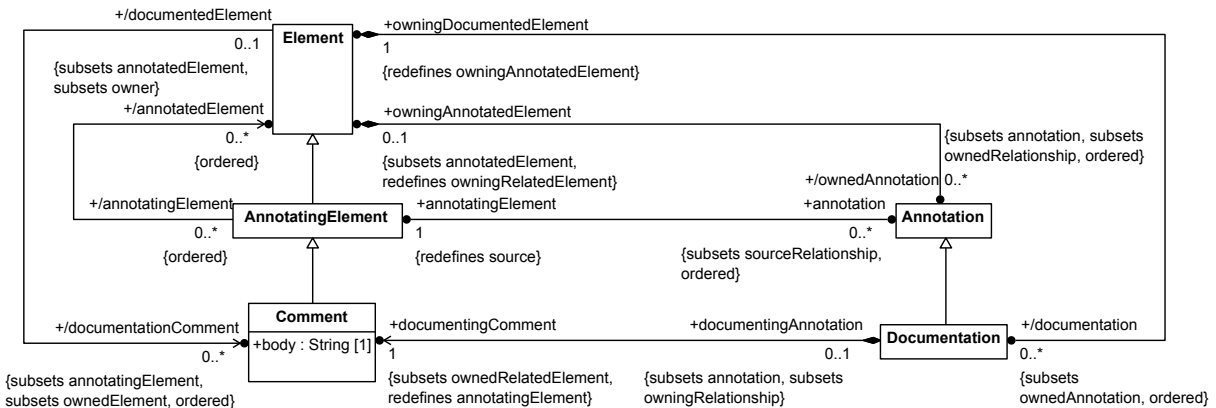 +/documentedElement
0..1
{subsets annotatedElement,
subsets owner}
Element
+owningDocumentedElement
1
{redefines owningAnnotatedElement}
+/annotatedElement
0..*
{ordered}
+owningAnnotatedElement
0..1
{subsets annotatedElement,
redefines owningRelatedElement}
{subsets annotation, subsets
ownedRelationship, ordered}
+/ownedAnnotation 0..*
+/annotatingElement
0..*
{ordered}
AnnotatingElement
+annotatingElement
1
{redefines source}
+annotation
0..*
{subsets sourceRelationship,
ordered}
Annotation
+/documentationComment
0..*
{subsets annotatingElement,
subsets ownedElement, ordered}
Comment
+body : String [1]
+documentingComment
1
{subsets ownedRelatedElement,
redefines annotatingElement}
+documentingAnnotation
0..1
{subsets annotation, subsets
owningRelationship}
Documentation
+/documentation
0..*
{subsets
ownedAnnotation, ordered}